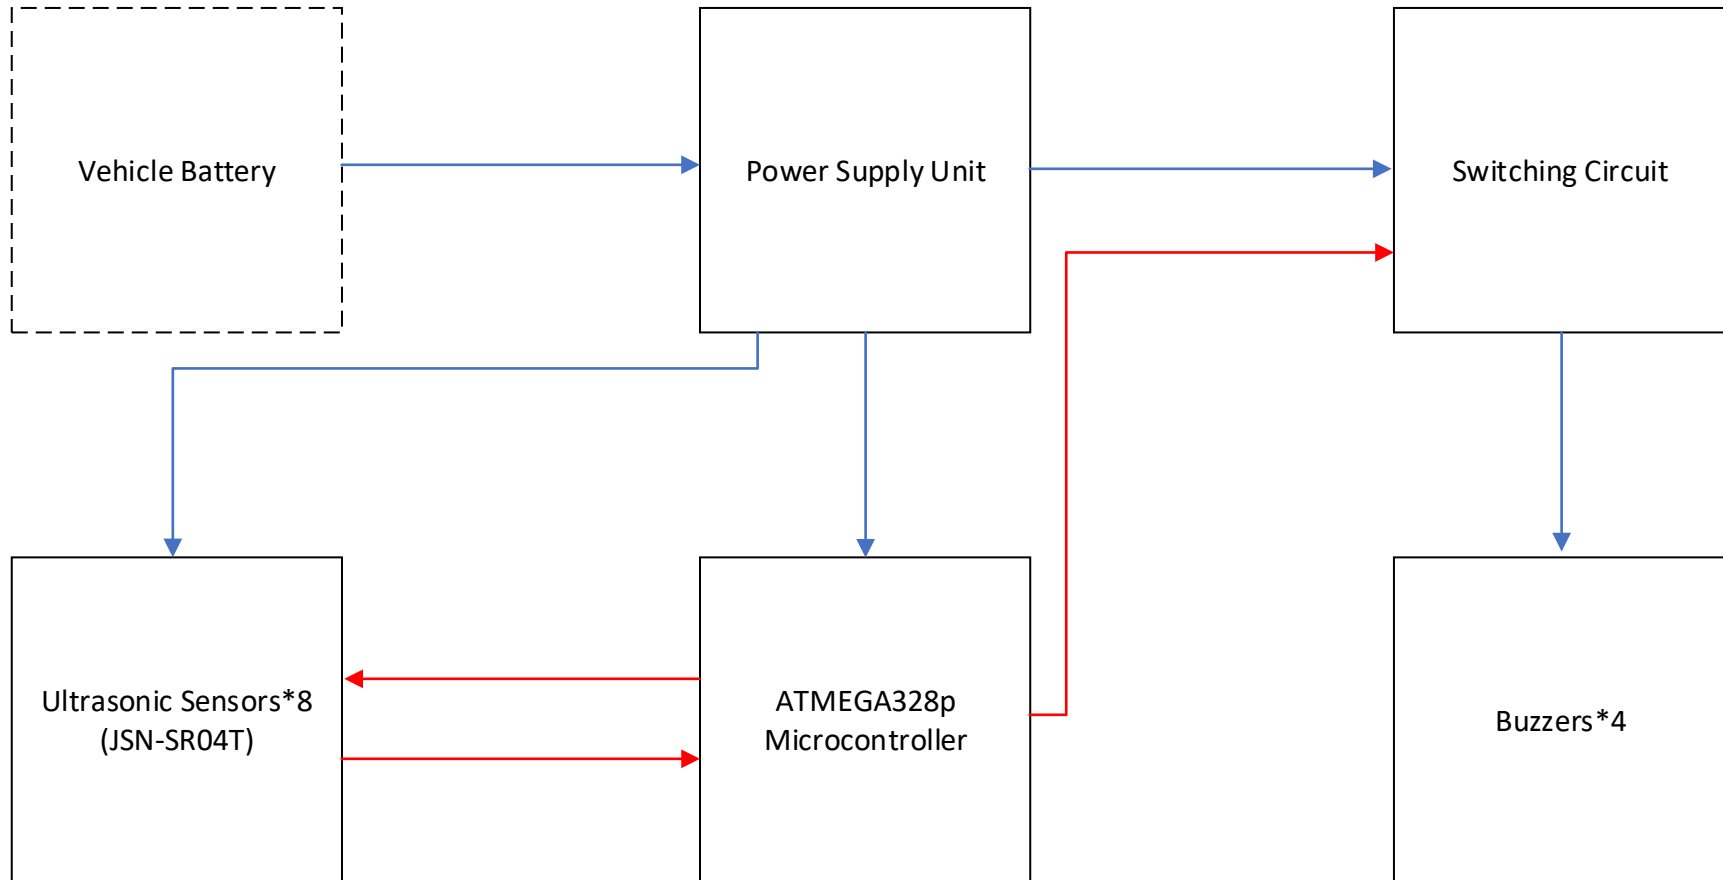 Vehicle Battery
Power Supply Unit
Switching Circuit
Ultrasonic Sensors*8
(JSN-SR04T)
ATMEGA328p
Microcontroller
Buzzers*4